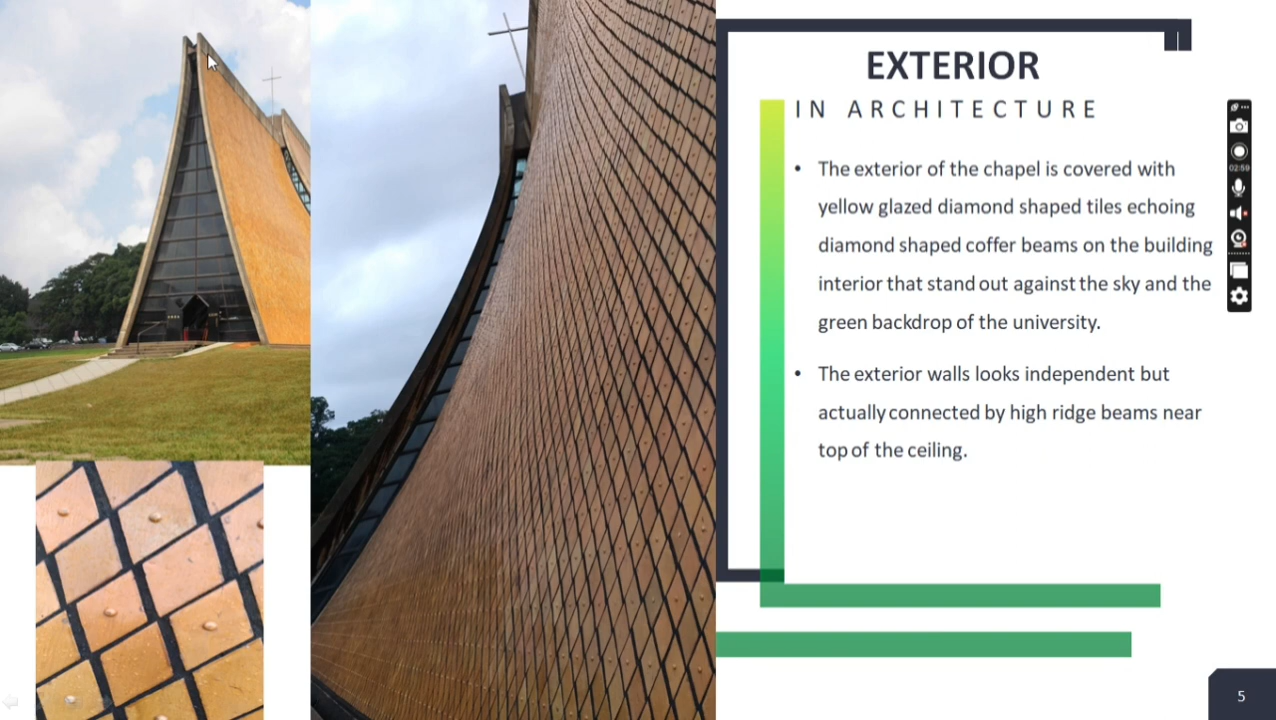 EXTERIOR
IN ARCHITECTURE
• The exterior of the chapel is covered with
yellow glazed diamond shaped tiles echoing
diamond shaped coffer beams on the building
interior that stand out against the sky and the
green backdrop of the university.
• The exterior walls looks independent but
actually connected by high ridge beams near
top of the ceiling.
02:59
5